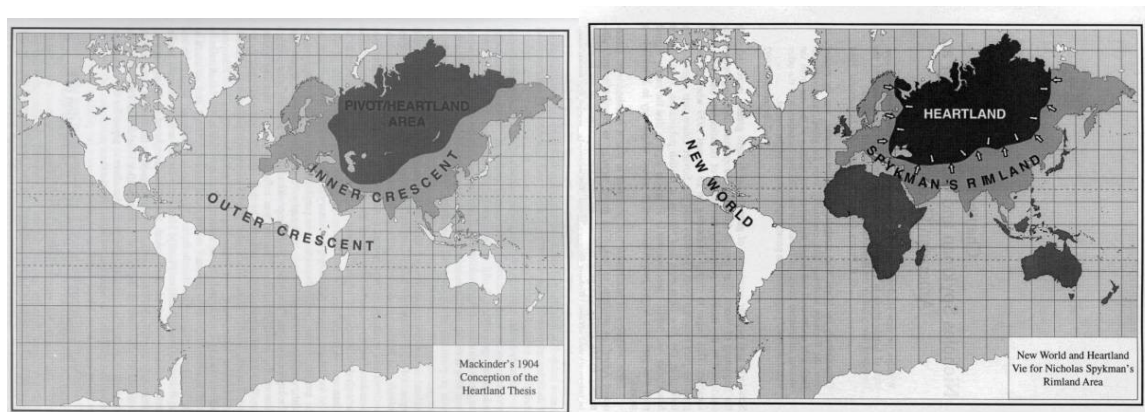 PIVOT/HEARTLAND
AREA
INNER CRESCENT
OUTER CRESCENT
Mackinder's 1904
Conception of the
Heartland Thesis
HEARTLAND
SPYKMAN'S RIMLAND
NEW WORLD
New World and Heartland
Vie for Nicholas Spykman's
Rimland Area